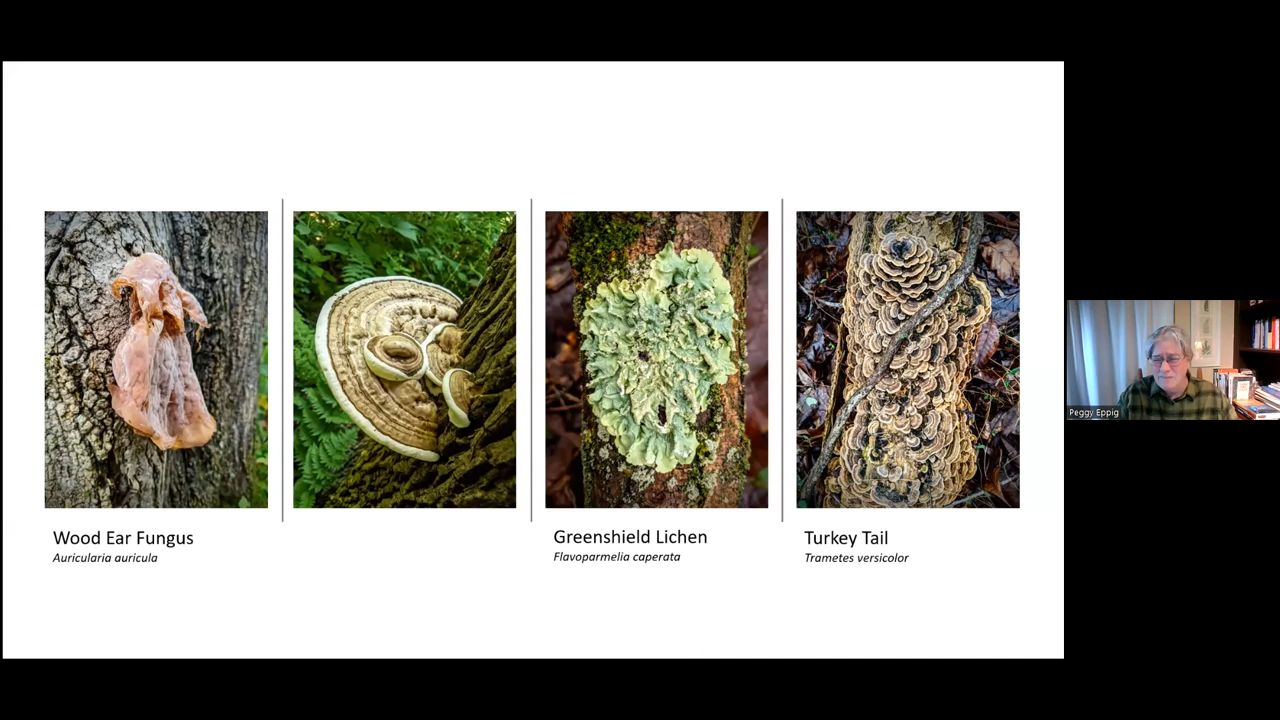 Wood Ear Fungus
Auricularia auricula
Greenshield Lichen
Flavoparmelia caperata
Turkey Tail
Trametes versicolor
Peggy Eppig